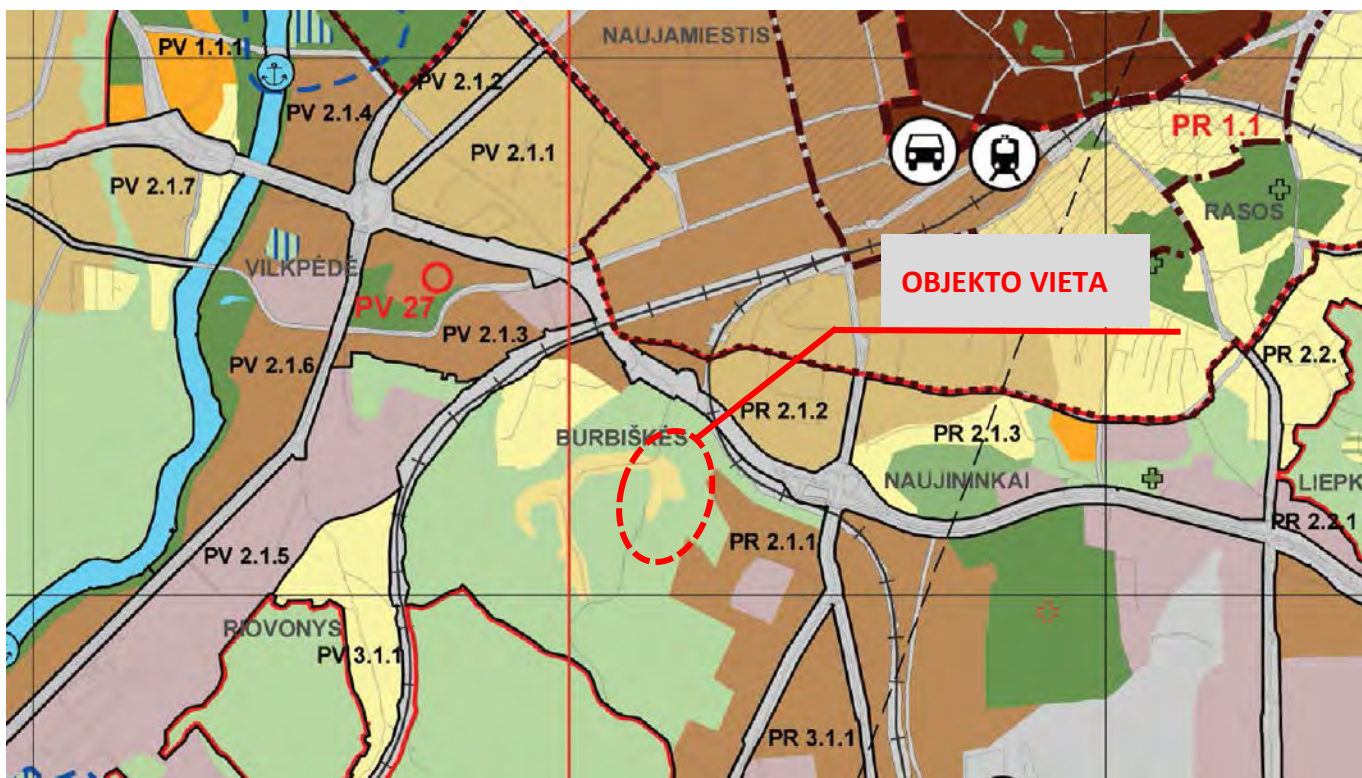 NAUJAMIESTIS
PV 1.1.1
PV 2.1.2
PV 2.1.4
PR 1.1
PV 2.1.1
PV 2.1.7
RASOS
VILKPĖDĖ
OBJEKTO VIETA
PV 27
PV 2.1.3
PV 2.1.6
PR 2.2.1
PR 2.1.2
BURBIŠKĖS
PR 2.1.3
NAUJININKAI
LIEPK
PR 2.2.1
PR 2.1.1
PV 2.1.5
RIOVONYS
PV 3.1.1
PR 3.1.1